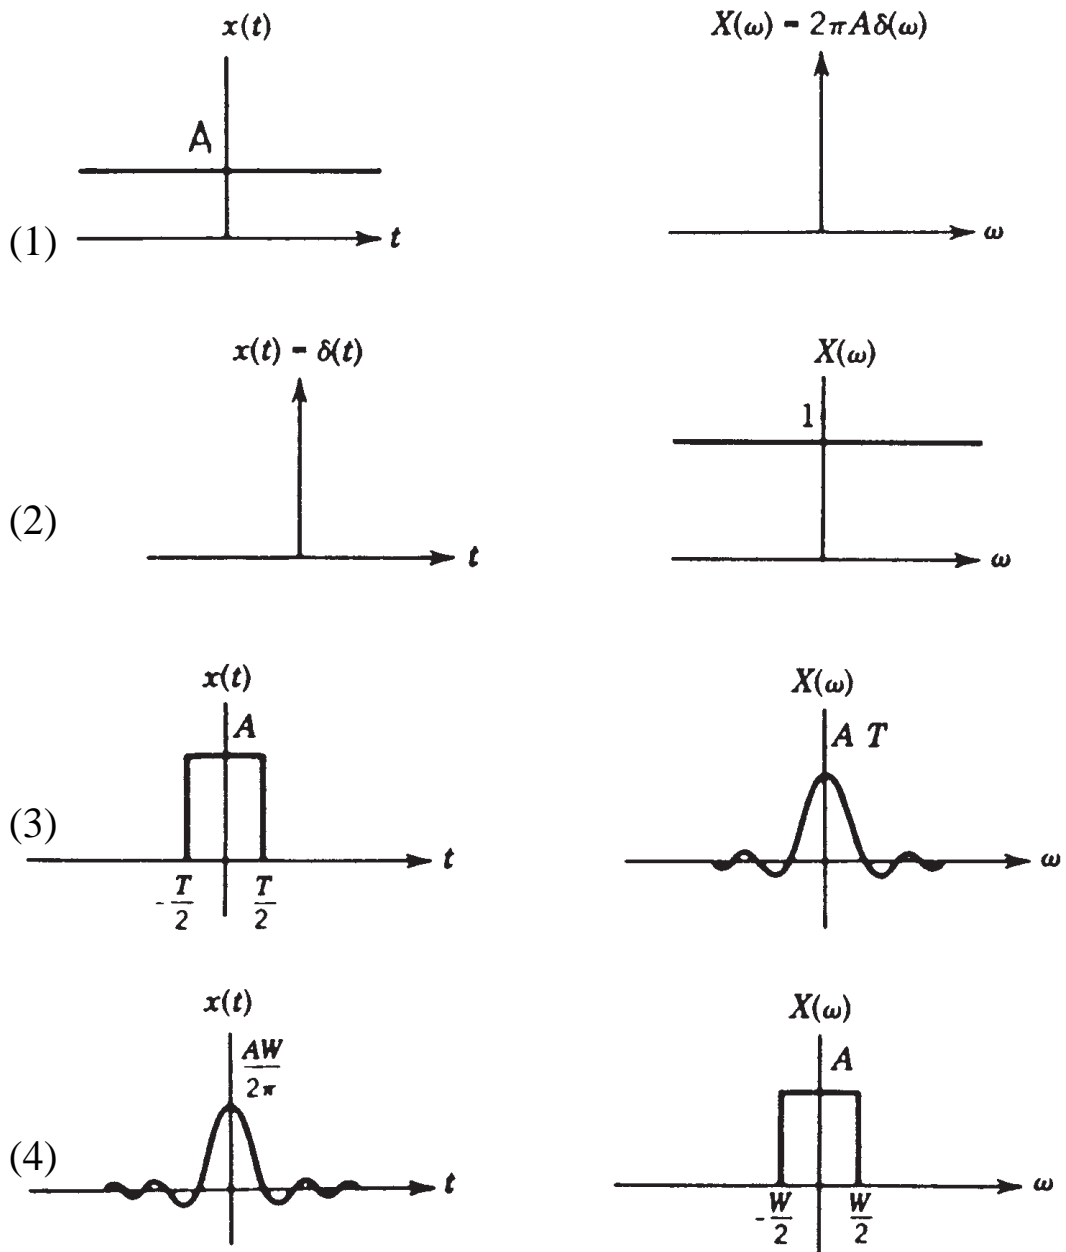 x(t)
X(ω) = 2πAδ(ω)
A
(1)
t
ω
x(t) = δ(t)
X(ω)
1
(2)
t
ω
x(t)
X(ω)
A
A T
(3)
t
ω
-T/2
T/2
x(t)
X(ω)
AW/2π
A
(4)
t
ω
-W/2
W/2